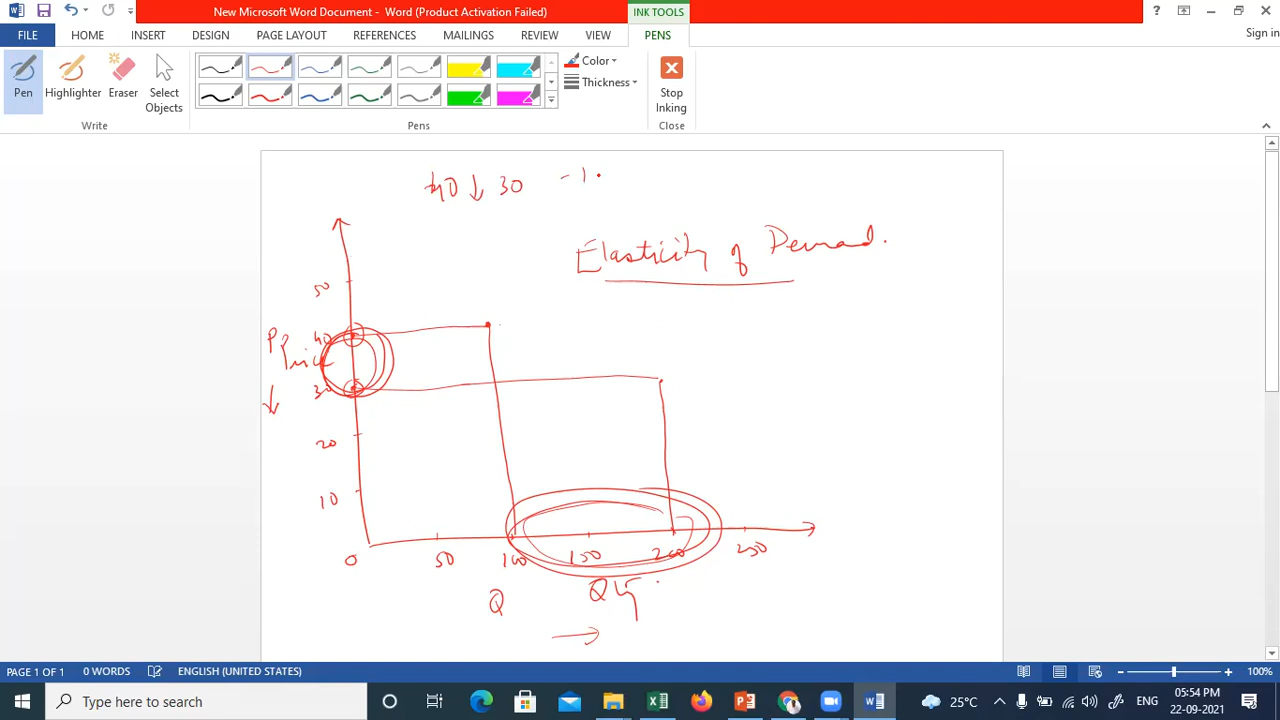 New Microsoft Word Document - Word (Product Activation Failed)
INK TOOLS
?
FILE HOME INSERT DESIGN PAGE LAYOUT REFERENCES MAILINGS REVIEW VIEW PENS
Sign in
Pen Highlighter Eraser Select Objects
Color
Thickness
Stop Inking
Write Pens Close
40 ↓ 30 -1
Elasticity of Demand.
50
P 40
Price
30
↓
20
10
0 50 100 150 200 250
Q Qty
→
PAGE 1 OF 1 0 WORDS ENGLISH (UNITED STATES) 100%
Type here to search
25°C ENG
05:54 PM
22-09-2021